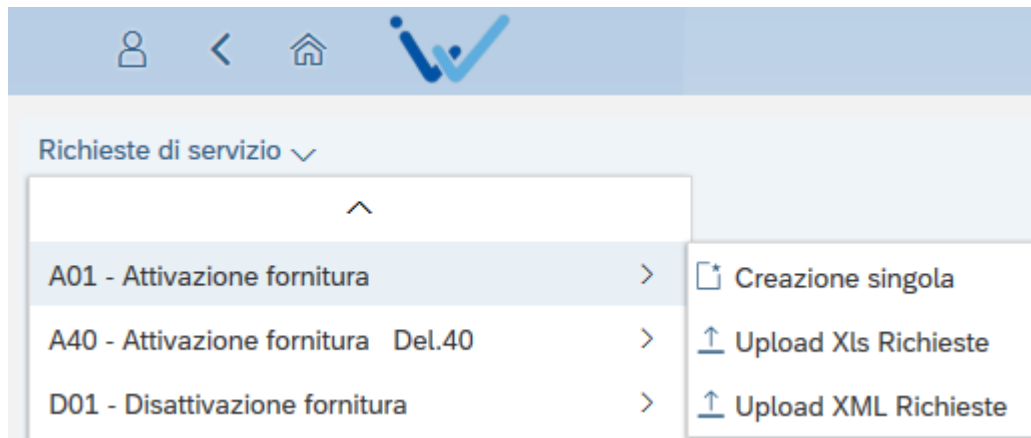 Richieste di servizio
A01 - Attivazione fornitura
Creazione singola
A40 - Attivazione fornitura Del.40
Upload Xls Richieste
D01 - Disattivazione fornitura
Upload XML Richieste